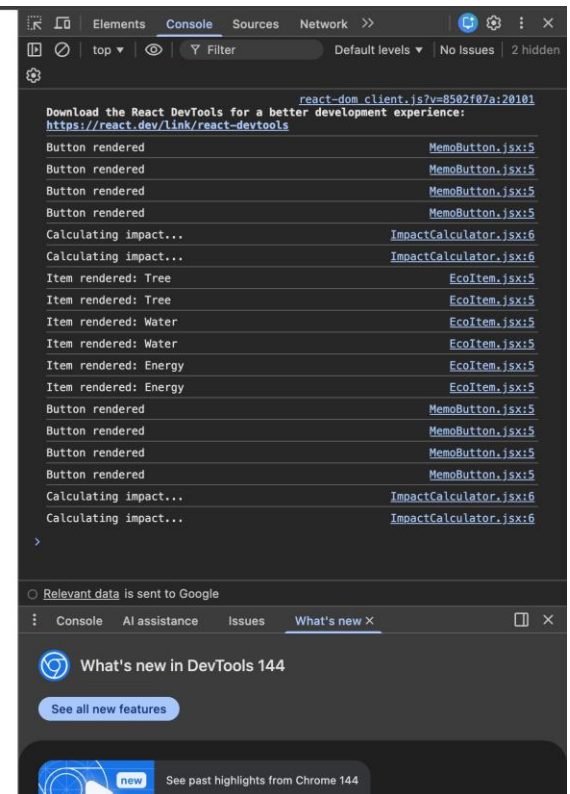 Elements Console Sources Network >>
top ▼ Filter Default levels ▼ No Issues 2 hidden
react-dom_client.js?v=8502f07a:20101
Download the React DevTools for a better development experience:
https://react.dev/link/react-devtools
Button rendered MemoButton.jsx:5
Button rendered MemoButton.jsx:5
Button rendered MemoButton.jsx:5
Button rendered MemoButton.jsx:5
Calculating impact... ImpactCalculator.jsx:6
Calculating impact... ImpactCalculator.jsx:6
Item rendered: Tree EcoItem.jsx:5
Item rendered: Tree EcoItem.jsx:5
Item rendered: Water EcoItem.jsx:5
Item rendered: Water EcoItem.jsx:5
Item rendered: Energy EcoItem.jsx:5
Item rendered: Energy EcoItem.jsx:5
Button rendered MemoButton.jsx:5
Button rendered MemoButton.jsx:5
Button rendered MemoButton.jsx:5
Button rendered MemoButton.jsx:5
Calculating impact... ImpactCalculator.jsx:6
Calculating impact... ImpactCalculator.jsx:6
>
Relevant data is sent to Google
Console AI assistance Issues What's new ×
What's new in DevTools 144
See all new features
new See past highlights from Chrome 144